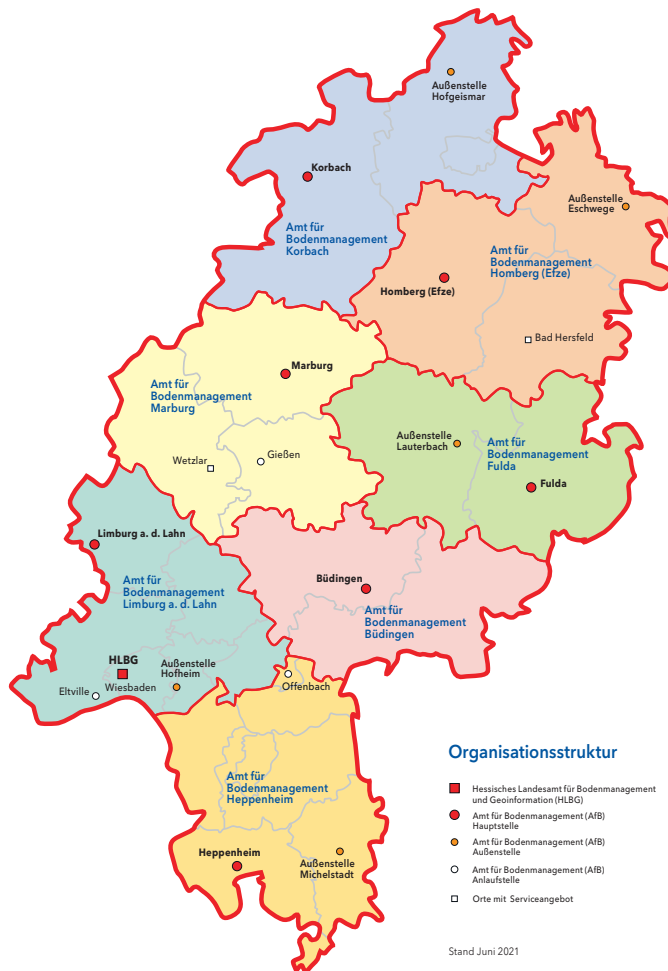 Außenstelle
Hofgeismar
Korbach
Außenstelle
Eschwege
Amt für
Bodenmanagement
Korbach
Amt für
Bodenmanagement
Homberg (Efze)
Homberg (Efze)
Bad Hersfeld
Marburg
Amt für
Bodenmanagement
Marburg
Außenstelle
Lauterbach
Amt für
Bodenmanagement
Fulda
Wetzlar
Gießen
Fulda
Limburg a. d. Lahn
Amt für
Bodenmanagement
Limburg a. d. Lahn
Büdingen
Amt für
Bodenmanagement
Büdingen
HLBG
Wiesbaden
Eltville
Außenstelle
Hofheim
Offenbach
Amt für
Bodenmanagement
Heppenheim
Heppenheim
Außenstelle
Michelstadt
Organisationsstruktur
Hessisches Landesamt für Bodenmanagement
und Geoinformation (HLBG)
Amt für Bodenmanagement (AfB)
Hauptstelle
Amt für Bodenmanagement (AfB)
Außenstelle
Amt für Bodenmanagement (AfB)
Anlaufstelle
Orte mit Serviceangebot
Stand Juni 2021